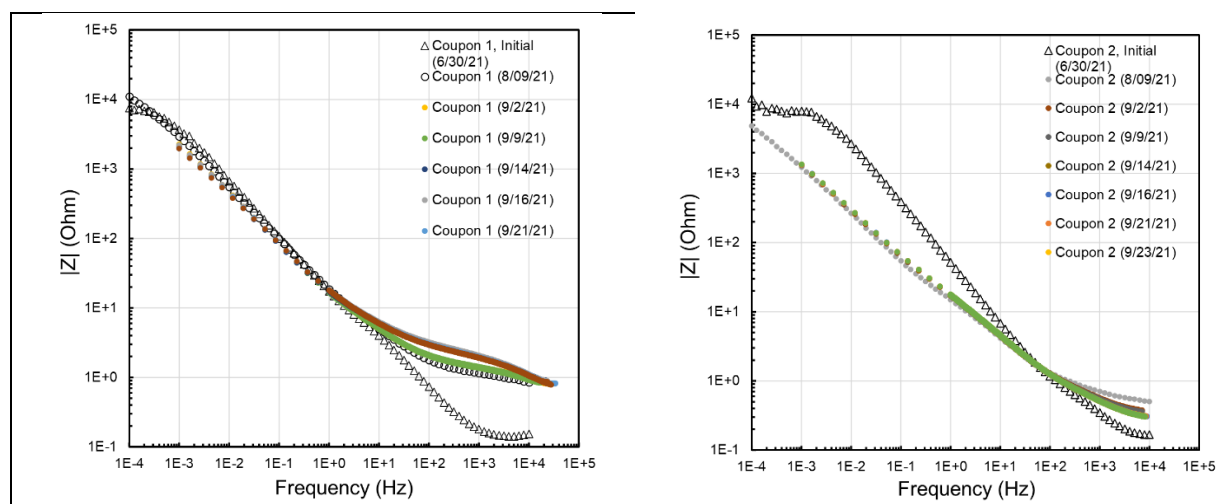 1E+5
1E+4
1E+3
1E+2
1E+1
1E+0
1E-1
|Z| (Ohm)
1E-4 1E-3 1E-2 1E-1 1E+0 1E+1 1E+2 1E+3 1E+4 1E+5
Frequency (Hz)
Coupon 1, Initial
(6/30/21)
Coupon 1 (8/09/21)
Coupon 1 (9/2/21)
Coupon 1 (9/9/21)
Coupon 1 (9/14/21)
Coupon 1 (9/16/21)
Coupon 1 (9/21/21)
1E+5
1E+4
1E+3
1E+2
1E+1
1E+0
1E-1
|Z| (Ohm)
1E-4 1E-3 1E-2 1E-1 1E+0 1E+1 1E+2 1E+3 1E+4 1E+5
Frequency (Hz)
Coupon 2, Initial
(6/30/21)
Coupon 2 (8/09/21)
Coupon 2 (9/2/21)
Coupon 2 (9/9/21)
Coupon 2 (9/14/21)
Coupon 2 (9/16/21)
Coupon 2 (9/21/21)
Coupon 2 (9/23/21)